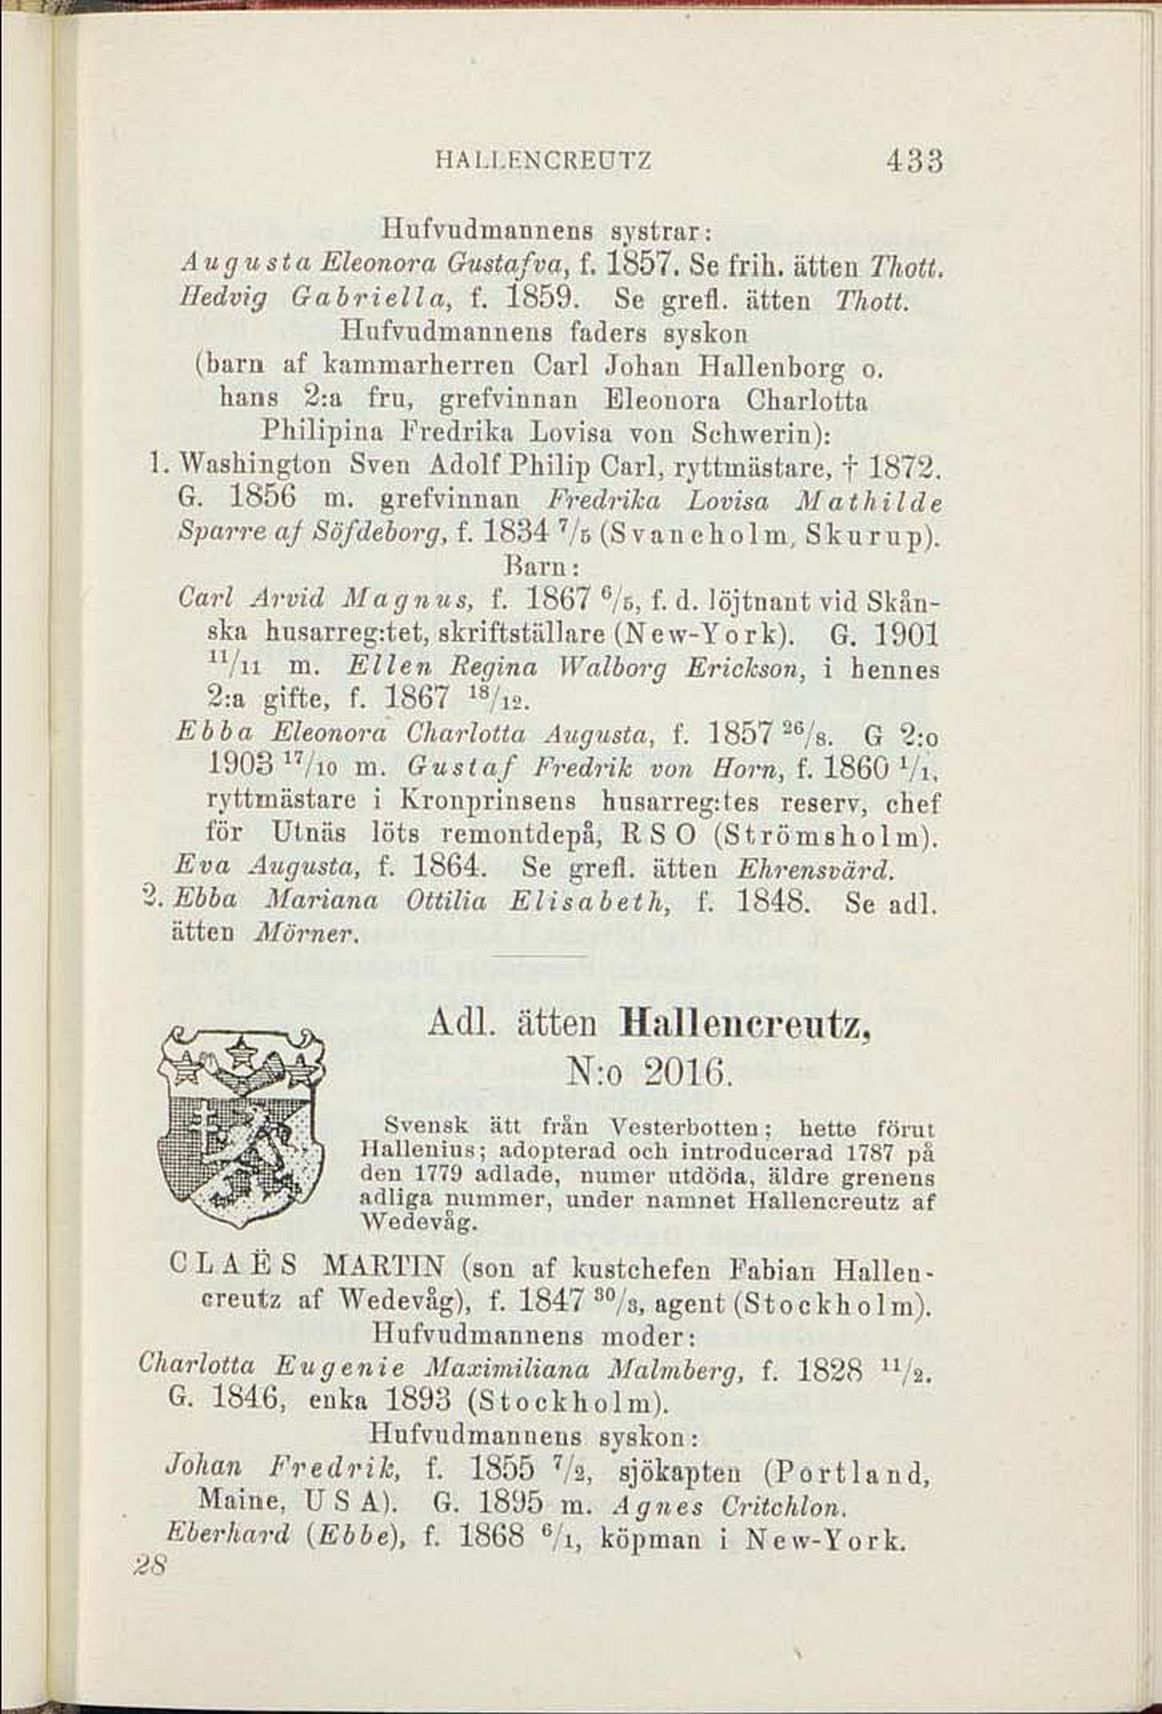 HALLENCREUTZ 433
Hufvudmannens systrar:
Augusta Eleonora Gustafva, f. 1857. Se frih. ätten Thott.
Hedvig Gabriella, f. 1859. Se grefl. ätten Thott.
Hufvudmannens faders syskon
(barn af kammarherren Carl Johan Hallenborg o.
hans 2:a fru, grefvinnan Eleonora Charlotta
Philipina Fredrika Lovisa von Schwerin):
1. Washington Sven Adolf Philip Carl, ryttmästare, † 1872.
G. 1856 m. grefvinnan Fredrika Lovisa Mathilde
Sparre af Söfdeborg, f. 1834 7/5 (Svaneholm, Skurup).
Barn:
Carl Arvid Magnus, f. 1867 6/5, f. d. löjtnant vid Skån-
ska husarreg:tet, skriftställare (New-York). G. 1901
11/11 m. Ellen Regina Walborg Erickson, i hennes
2:a gifte, f. 1867 18/12.
Ebba Eleonora Charlotta Augusta, f. 1857 26/8. G 2:o
1903 17/10 m. Gustaf Fredrik von Horn, f. 1860 1/1,
ryttmästare i Kronprinsens husarreg:tes reserv, chef
för Utnäs löts remontdepå, R S O (Strömsholm).
Eva Augusta, f. 1864. Se grefl. ätten Ehrensvärd.
2. Ebba Mariana Ottilia Elisabeth, f. 1848. Se adl.
ätten Mörner.
Adl. ätten Hallencreutz,
N:o 2016.
Svensk ätt från Vesterbotten; hette förut
Hallenius; adopterad och introducerad 1787 på
den 1779 adlade, numer utdöda, äldre grenens
adliga nummer, under namnet Hallencreutz af
Wedevåg.
CLAËS MARTIN (son af kustchefen Fabian Hallen-
creutz af Wedevåg), f. 1847 30/3, agent (Stockholm).
Hufvudmannens moder:
Charlotta Eugenie Maximiliana Malmberg, f. 1828 11/2.
G. 1846, enka 1893 (Stockholm).
Hufvudmannens syskon:
Johan Fredrik, f. 1855 7/2, sjökapten (Portland,
Maine, U S A). G. 1895 m. Agnes Critchlon.
Eberhard (Ebbe), f. 1868 6/1, köpman i New-York.
28